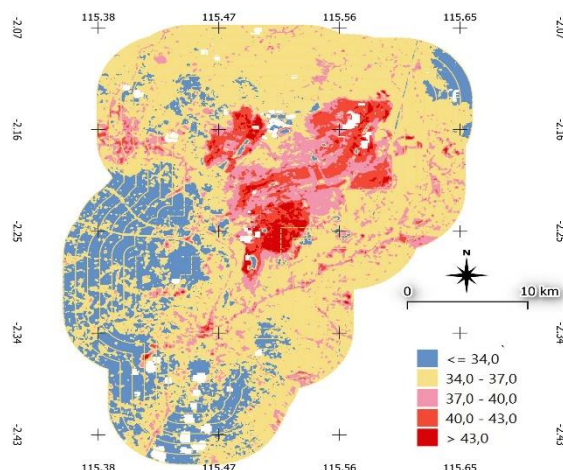 115.38 115.47 115.56 115.65
-2.07 -2.07
-2.16 -2.16
-2.25 -2.25
N
0 10 km
-2.34 -2.34
<= 34,0
34,0 - 37,0
37,0 - 40,0
40,0 - 43,0
> 43,0
-2.43 -2.43
115.38 115.47 115.56 115.65